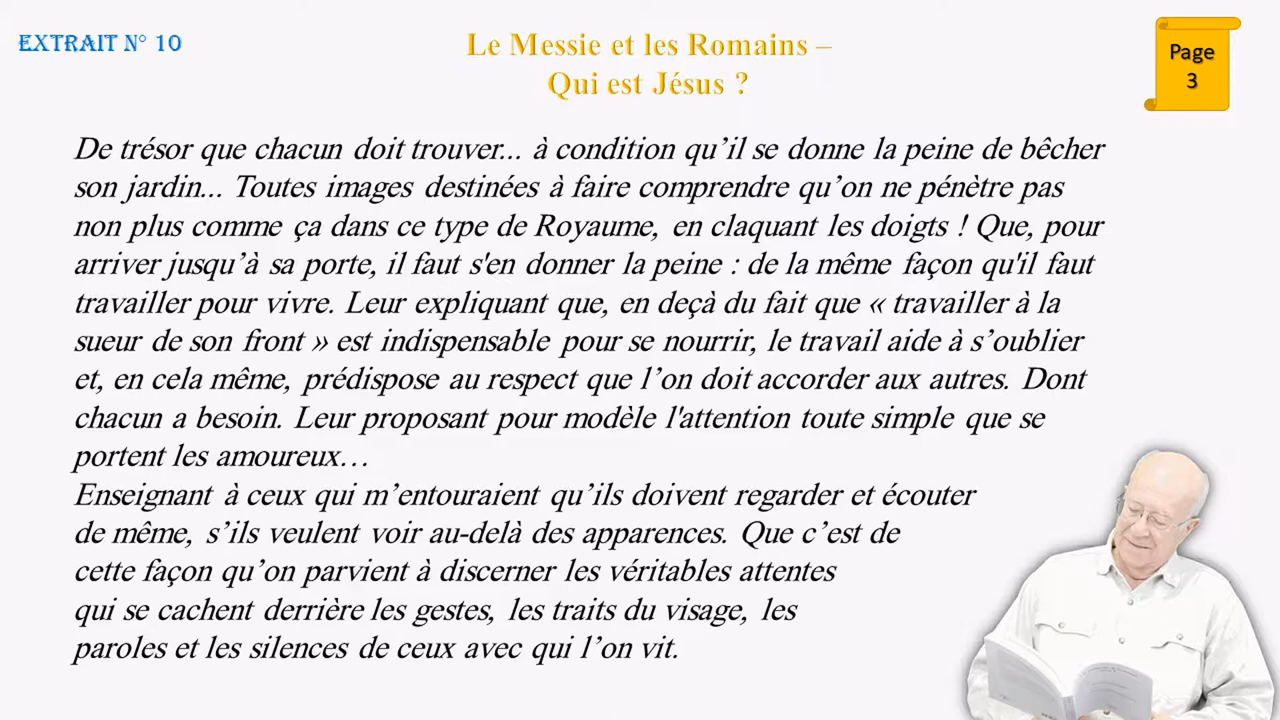 EXTRAIT N° 10
Le Messie et les Romains –
Qui est Jésus ?
Page
3
De trésor que chacun doit trouver... à condition qu’il se donne la peine de bêcher
son jardin... Toutes images destinées à faire comprendre qu’on ne pénètre pas
non plus comme ça dans ce type de Royaume, en claquant les doigts ! Que, pour
arriver jusqu’à sa porte, il faut s'en donner la peine : de la même façon qu'il faut
travailler pour vivre. Leur expliquant que, en deçà du fait que « travailler à la
sueur de son front » est indispensable pour se nourrir, le travail aide à s’oublier
et, en cela même, prédispose au respect que l’on doit accorder aux autres. Dont
chacun a besoin. Leur proposant pour modèle l'attention toute simple que se
portent les amoureux…
Enseignant à ceux qui m’entouraient qu’ils doivent regarder et écouter
de même, s’ils veulent voir au-delà des apparences. Que c’est de
cette façon qu’on parvient à discerner les véritables attentes
qui se cachent derrière les gestes, les traits du visage, les
paroles et les silences de ceux avec qui l’on vit.